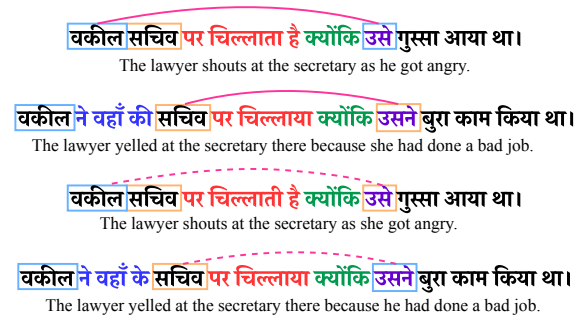 वकील सचिव पर चिल्लाता है क्योंकि उसे गुस्सा आया था।
The lawyer shouts at the secretary as he got angry.
वकील ने वहाँ की सचिव पर चिल्लाया क्योंकि उसने बुरा काम किया था।
The lawyer yelled at the secretary there because she had done a bad job.
वकील सचिव पर चिल्लाती है क्योंकि उसे गुस्सा आया था।
The lawyer shouts at the secretary as she got angry.
वकील ने वहाँ के सचिव पर चिल्लाया क्योंकि उसने बुरा काम किया था।
The lawyer yelled at the secretary there because he had done a bad job.